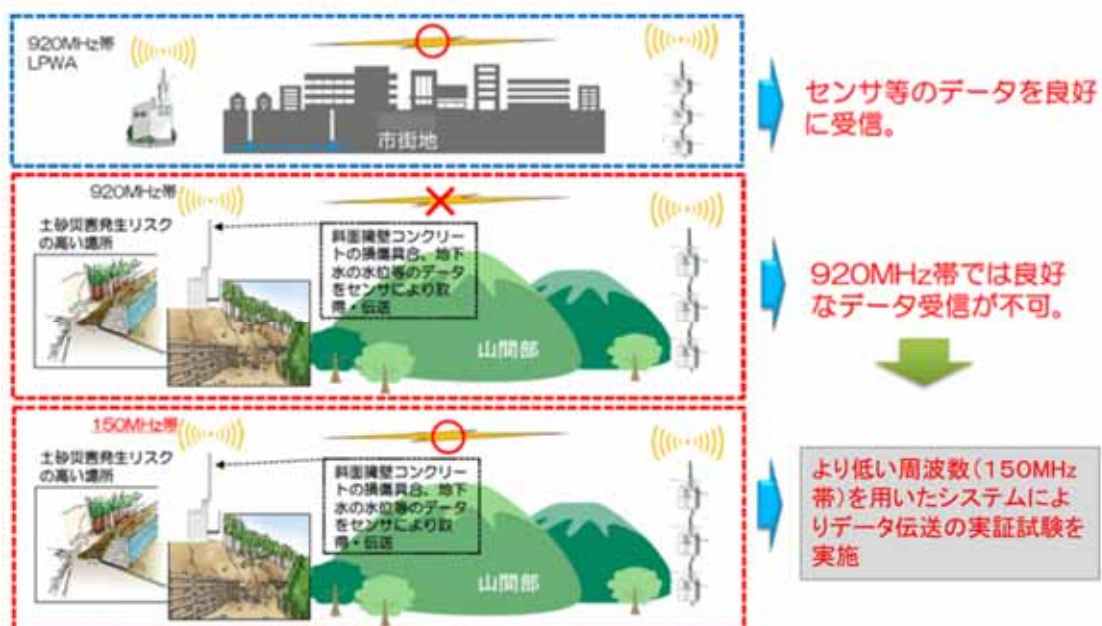 920MHz帯
LPWA
市街地
センサ等のデータを良好
に受信。
920MHz帯
土砂災害発生リスク
の高い場所
斜面擁壁コンクリー
トの損傷具合、地下
水の水位等のデータ
をセンサにより取
得・伝送
山間部
920MHz帯では良好
なデータ受信が不可。
150MHz帯
土砂災害発生リスク
の高い場所
斜面擁壁コンクリー
トの損傷具合、地下
水の水位等のデータ
をセンサにより取
得・伝送
山間部
より低い周波数(150MHz
帯)を用いたシステムによ
りデータ伝送の実証試験を
実施